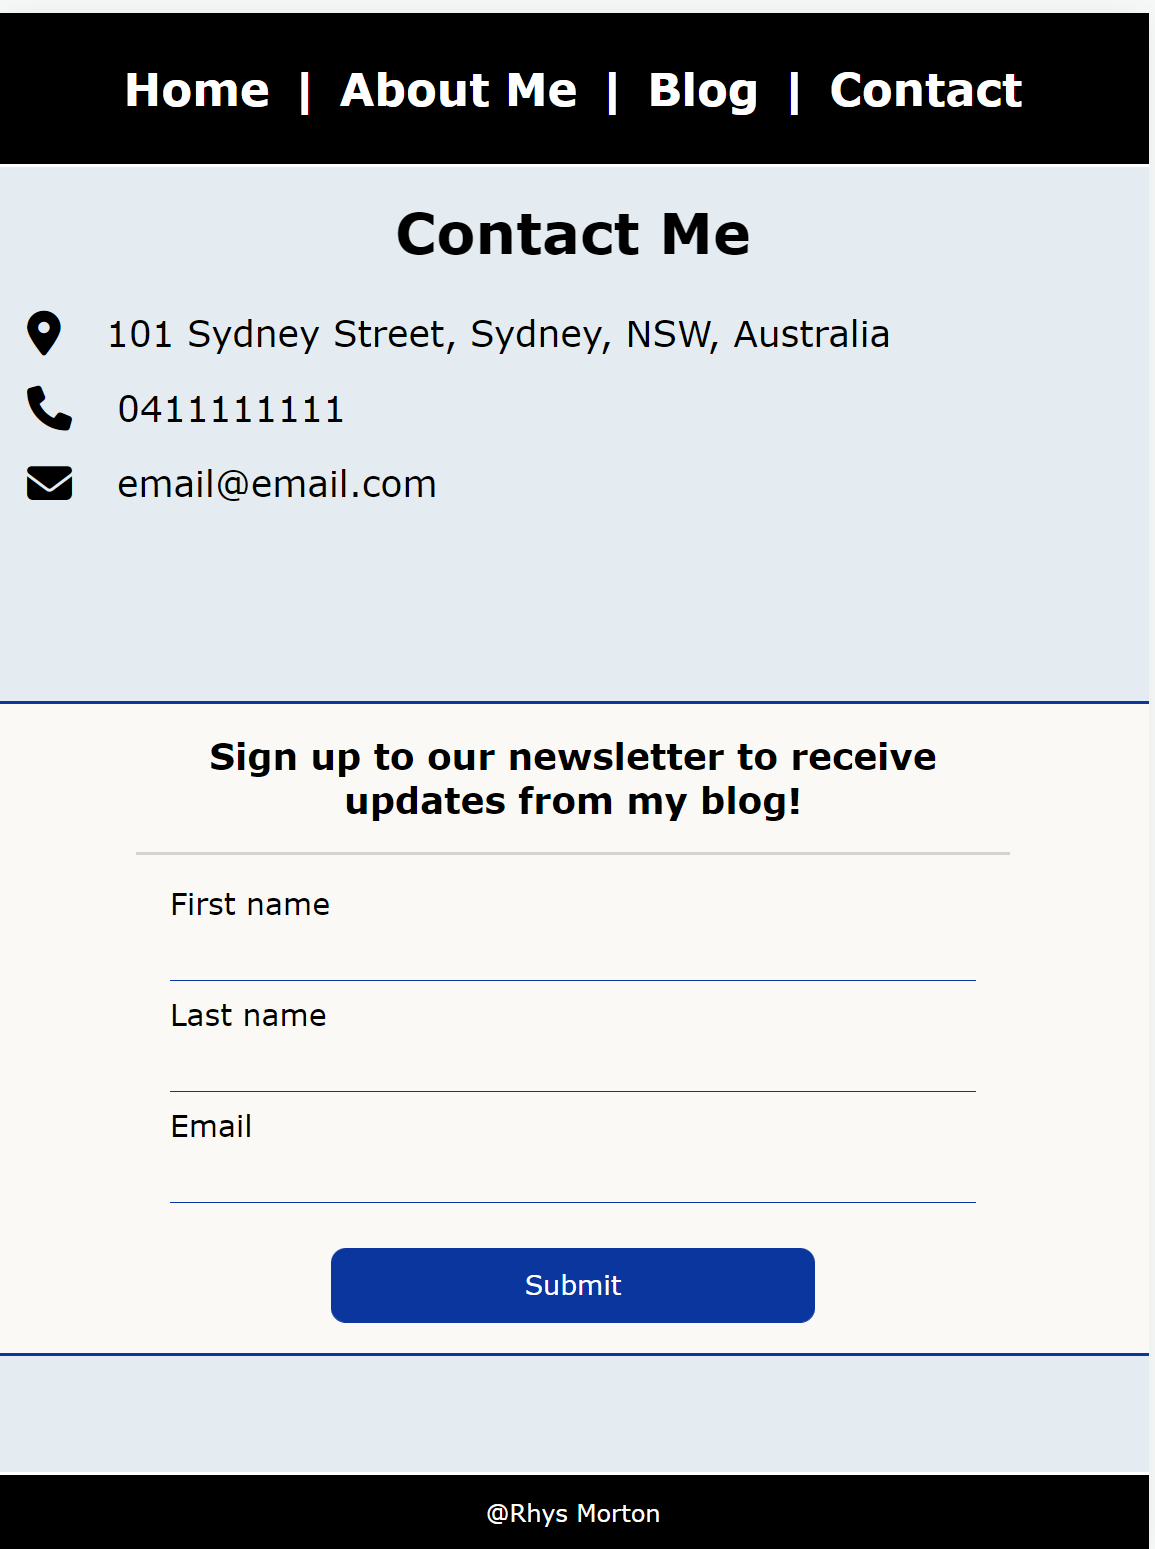 Home | About Me | Blog | Contact
Contact Me
101 Sydney Street, Sydney, NSW, Australia
0411111111
email@email.com
Sign up to our newsletter to receive
updates from my blog!
First name
Last name
Email
Submit
@Rhys Morton